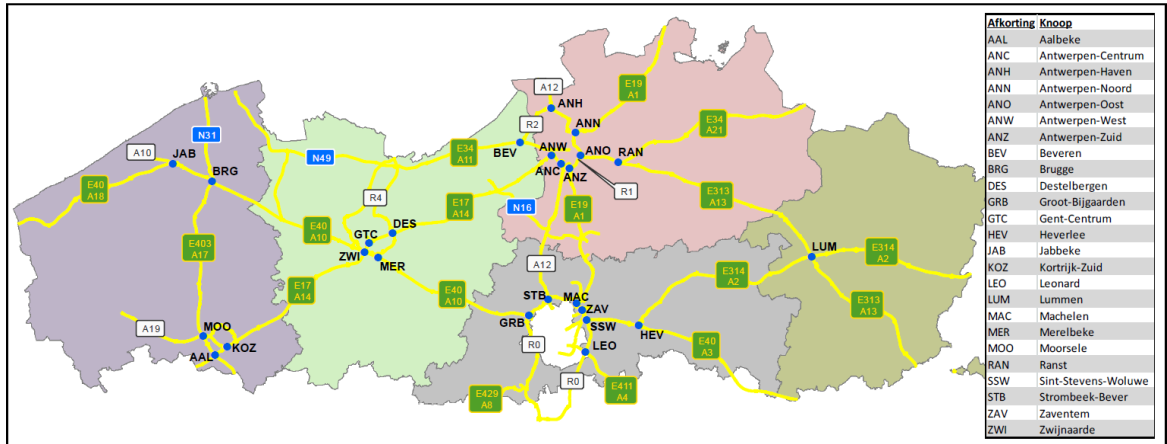 A12
ANH
E19
A1
R2
ANN
E34
A21
N31
JAB
A10
BRG
N49
E34
A11
BEV
ANW
ANO
RAN
ANC
ANZ
R1
E40
A18
R4
E17
A14
N16
E19
A1
E313
A13
E403
A17
E40
A10
GTC
DES
ZWI
MER
A12
E314
A2
LUM
E314
A2
E17
A14
E40
A10
STB
MAC
ZAV
GRB
SSW
HEV
E313
A13
A19
MOO
KOZ
AAL
R0
LEO
E40
A3
R0
E429
A8
E411
A4
Afkorting Knoop
AAL Aalbeke
ANC Antwerpen-Centrum
ANH Antwerpen-Haven
ANN Antwerpen-Noord
ANO Antwerpen-Oost
ANW Antwerpen-West
ANZ Antwerpen-Zuid
BEV Beveren
BRG Brugge
DES Destelbergen
GRB Groot-Bijgaarden
GTC Gent-Centrum
HEV Heverlee
JAB Jabbeke
KOZ Kortrijk-Zuid
LEO Leonard
LUM Lummen
MAC Machelen
MER Merelbeke
MOO Moorsele
RAN Ranst
SSW Sint-Stevens-Woluwe
STB Strombeek-Bever
ZAV Zaventem
ZWI Zwijnaarde